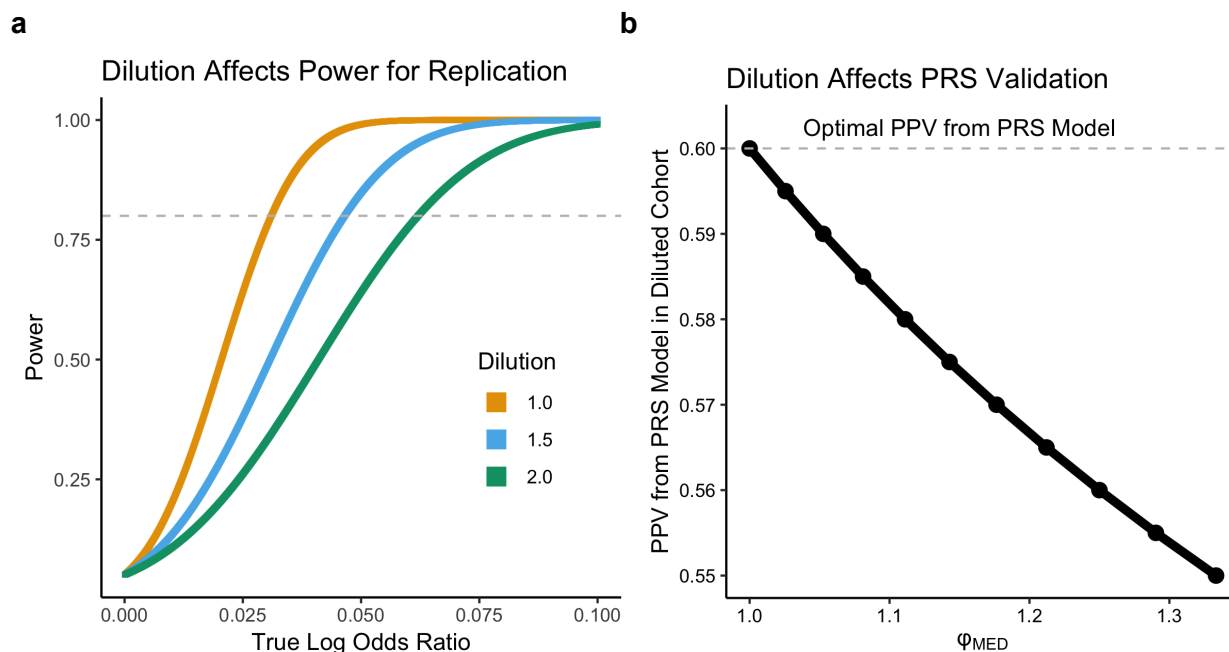 a
Dilution Affects Power for Replication
1.00
0.75
0.50
0.25
Power
Dilution
1.0
1.5
2.0
0.000
0.025
0.050
0.075
0.100
True Log Odds Ratio
b
Dilution Affects PRS Validation
Optimal PPV from PRS Model
0.60
0.59
0.58
0.57
0.56
0.55
PPV from PRS Model in Diluted Cohort
1.0
1.1
1.2
1.3
φMED